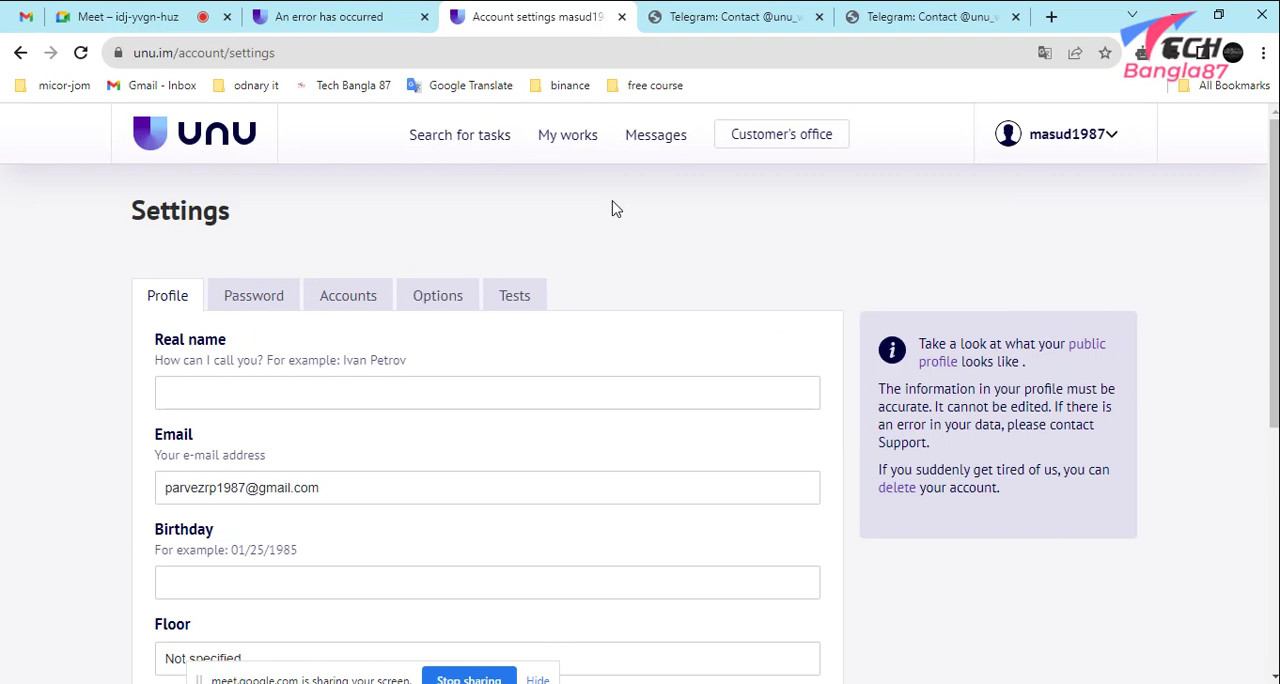 Meet – idj-yvgn-huz
An error has occurred
Account settings masud19
Telegram: Contact @unu_
Telegram: Contact @unu_
unu.im/account/settings
TECH
Bangla87
micor-jom
Gmail - Inbox
odnary it
Tech Bangla 87
Google Translate
binance
free course
All Bookmarks
unu
Search for tasks
My works
Messages
Customer's office
masud1987
Settings
Profile
Password
Accounts
Options
Tests
Real name
How can I call you? For example: Ivan Petrov
Email
Your e-mail address
parvezrp1987@gmail.com
Birthday
For example: 01/25/1985
Floor
Not specified
Take a look at what your public
profile looks like .
The information in your profile must be
accurate. It cannot be edited. If there is
an error in your data, please contact
Support.
If you suddenly get tired of us, you can
delete your account.
meet.google.com is sharing your screen.
Stop sharing
Hide